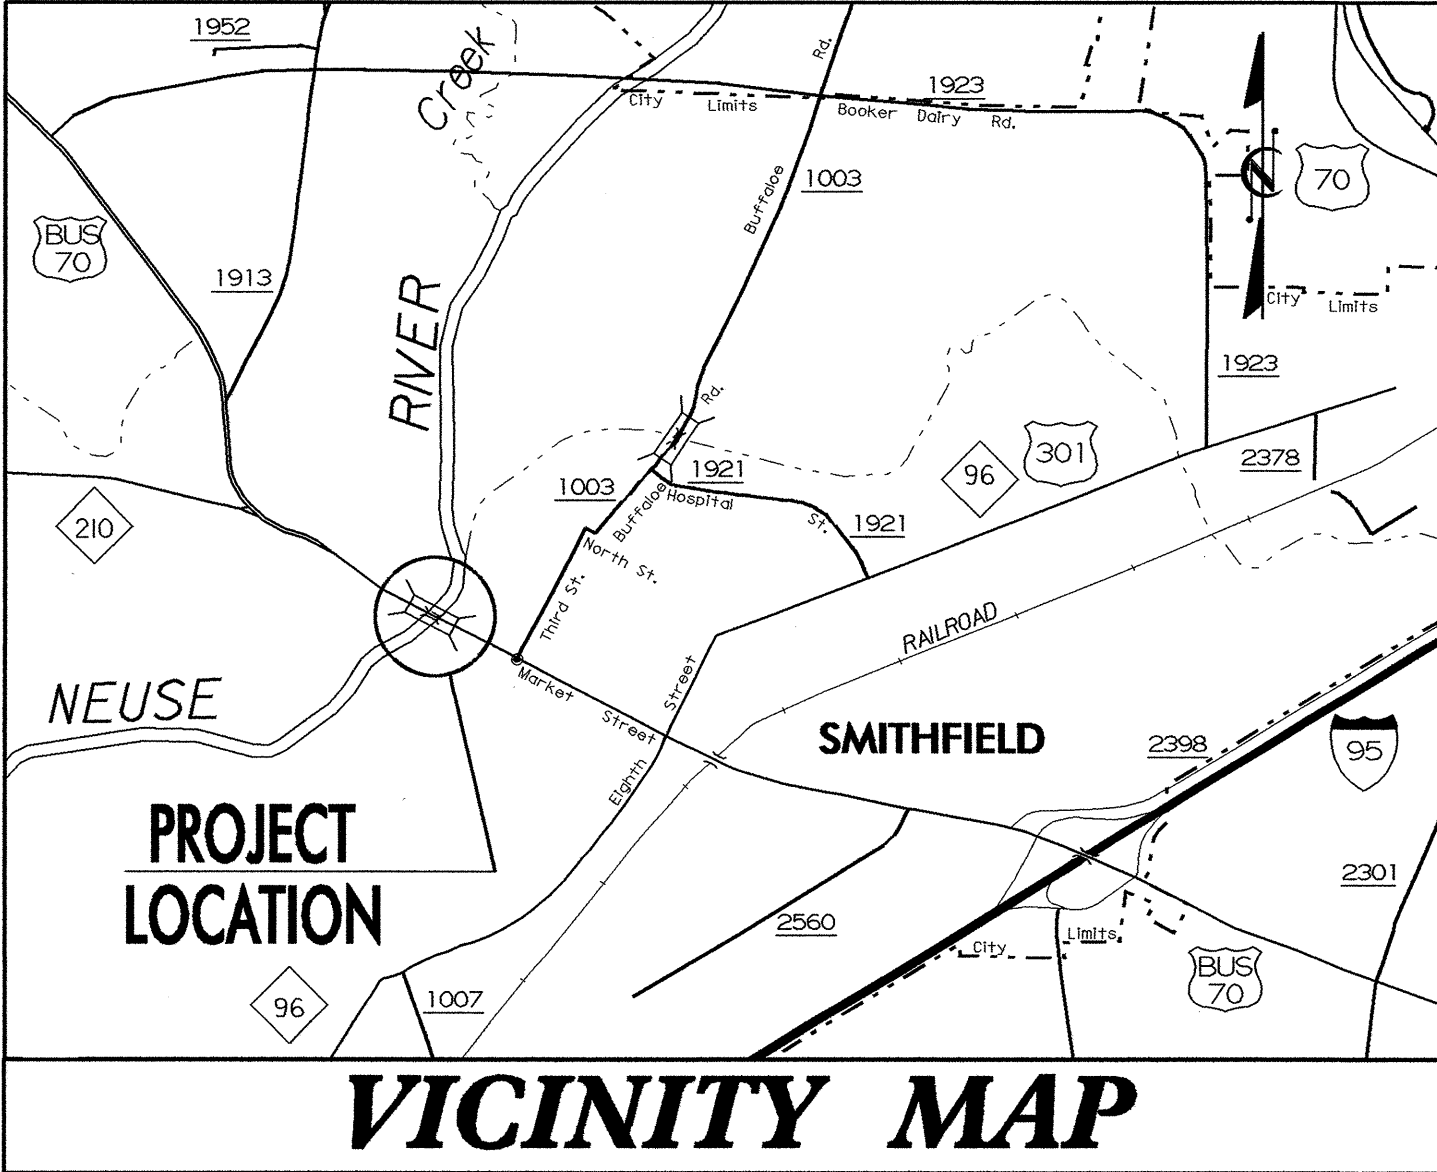 1952
Creek
Rd.
1923
City Limits Booker Dairy Rd.
1003
Buffaloe
N
70
BUS
70
1913
RIVER
City Limits
1923
Rd.
301
96
2378
1921
1003
Buffaloe
Hospital St.
1921
210
North St.
Third St.
RAILROAD
Market Street
Street
Eighth
NEUSE
SMITHFIELD
2398
95
PROJECT
LOCATION
2301
2560
City Limits
BUS
70
96
1007
VICINITY MAP